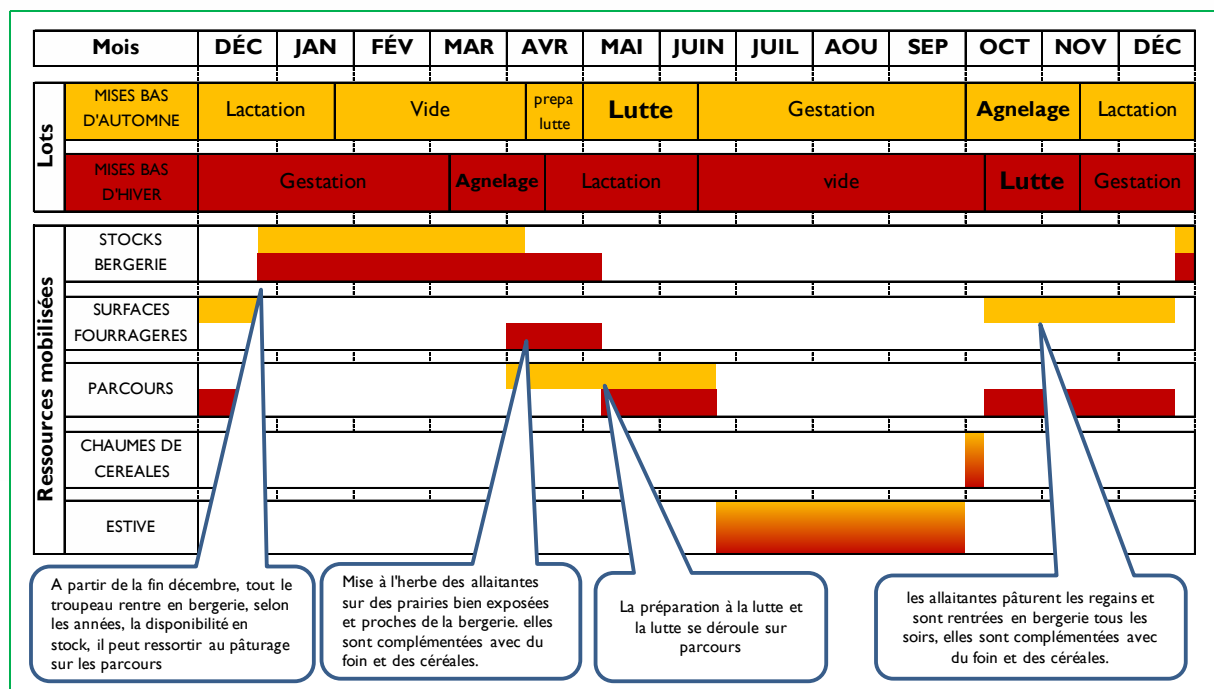 Mois DÉC JAN FÉV MAR AVR MAI JUIN JUIL AOU SEP OCT NOV DÉC
Lots
MISES BAS
D'AUTOMNE
Lactation Vide prepa
lutte
Lutte Gestation Agnelage Lactation
MISES BAS
D'HIVER
Gestation Agnelage Lactation vide Lutte Gestation
Ressources mobilisées
STOCKS
BERGERIE
SURFACES
FOURRAGERES
PARCOURS
CHAUMES DE
CEREALES
ESTIVE
A partir de la fin décembre, tout le
troupeau rentre en bergerie, selon
les années, la disponibilité en
stock, il peut ressortir au pâturage
sur les parcours
Mise à l'herbe des allaitantes
sur des prairies bien exposées
et proches de la bergerie. elles
sont complémentées avec du
foin et des céréales.
La préparation à la lutte et
la lutte se déroule sur
parcours
les allaitantes pâturent les regains et
sont rentrées en bergerie tous les
soirs, elles sont complémentées avec
du foin et des céréales.